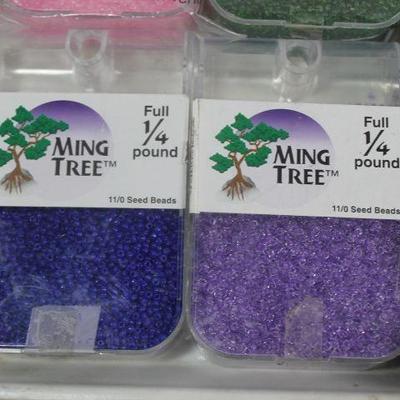 MING
TREE™
Full
1/4
pound
11/0 Seed Beads
MING
TREE™
Full
1/4
pound
11/0 Seed Beads